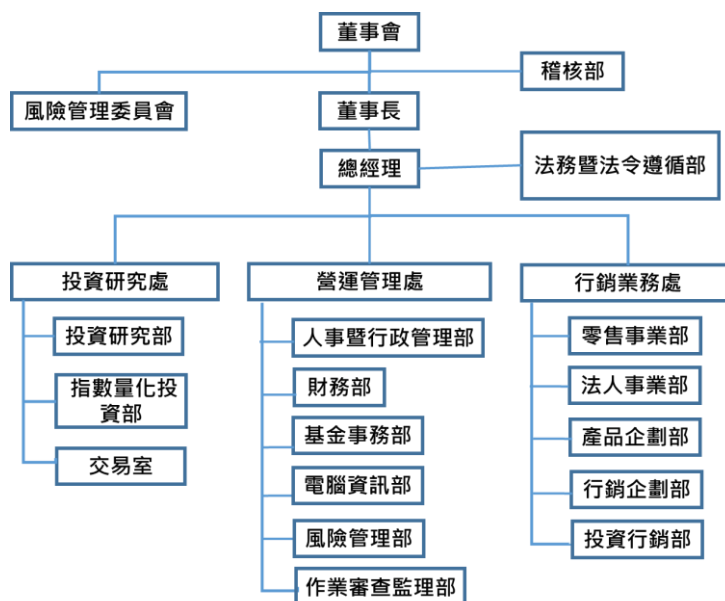 董事會
稽核部
風險管理委員會
董事長
總經理
法務暨法令遵循部
投資研究處
營運管理處
行銷業務處
投資研究部
指數量化投
資部
交易室
人事暨行政管理部
財務部
基金事務部
電腦資訊部
風險管理部
作業審查監理部
零售事業部
法人事業部
產品企劃部
行銷企劃部
投資行銷部